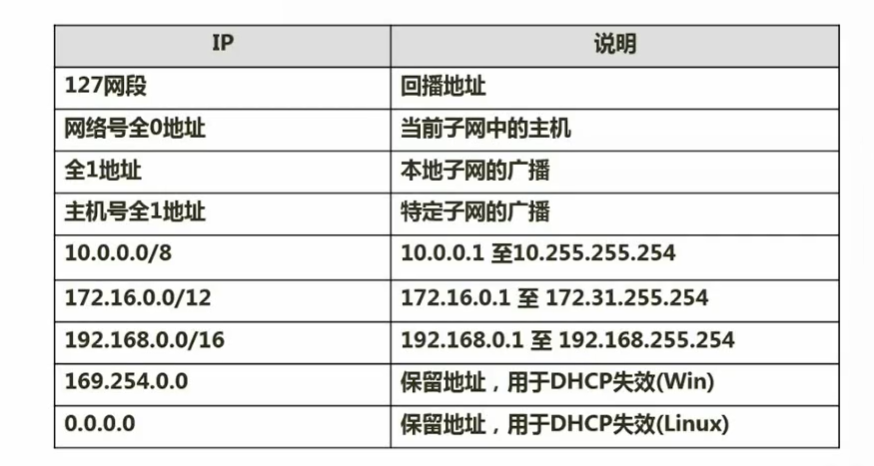 IP 说明
127网段 回播地址
网络号全0地址 当前子网中的主机
全1地址 本地子网的广播
主机号全1地址 特定子网的广播
10.0.0.0/8 10.0.0.1 至10.255.255.254
172.16.0.0/12 172.16.0.1 至 172.31.255.254
192.168.0.0/16 192.168.0.1 至 192.168.255.254
169.254.0.0 保留地址，用于DHCP失效(Win)
0.0.0.0 保留地址，用于DHCP失效(Linux)